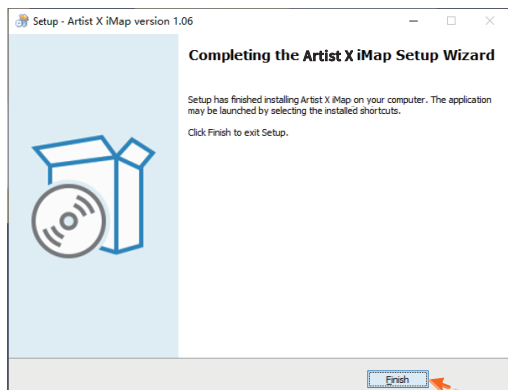 Setup - Artist X iMap version 1.06
Completing the Artist X iMap Setup Wizard
Setup has finished installing Artist X iMap on your computer. The application
may be launched by selecting the installed shortcuts.
Click Finish to exit Setup.
Finish